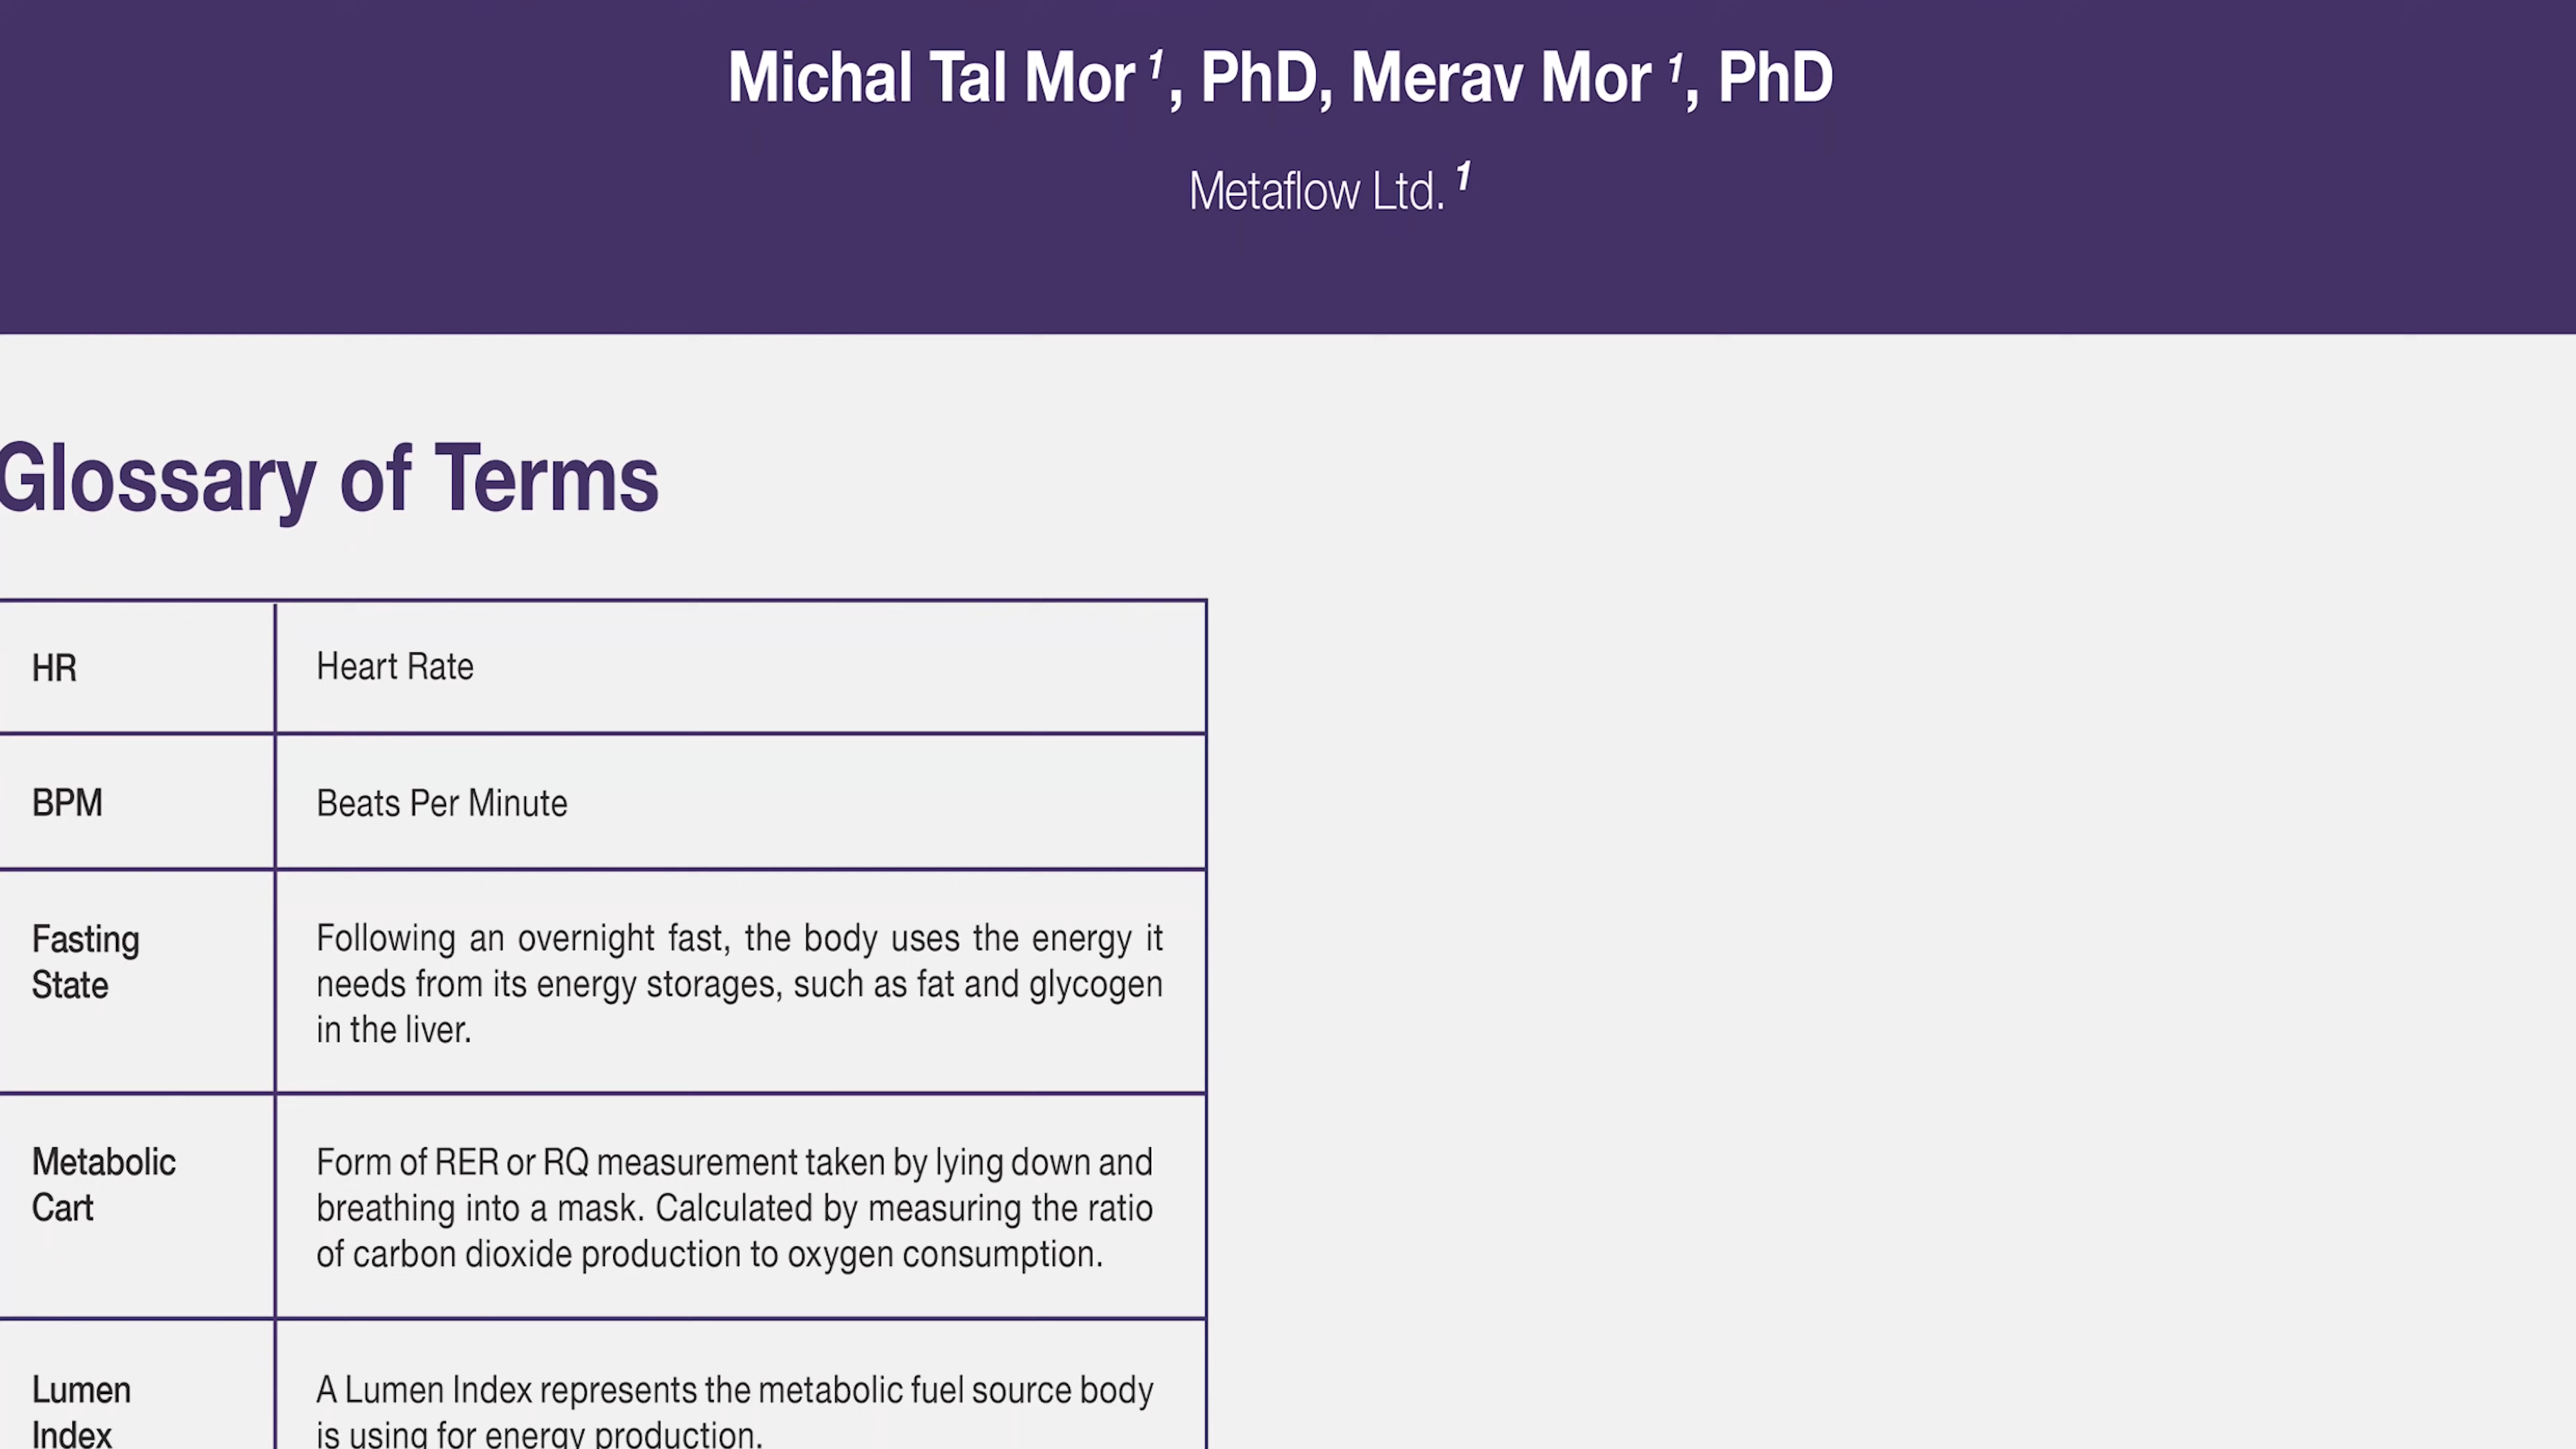 Michal Tal Mor 1, PhD, Merav Mor 1, PhD
Metaflow Ltd. 1
Glossary of Terms
HR
Heart Rate
BPM
Beats Per Minute
Fasting
State
Following an overnight fast, the body uses the energy it
needs from its energy storages, such as fat and glycogen
in the liver.
Metabolic
Cart
Form of RER or RQ measurement taken by lying down and
breathing into a mask. Calculated by measuring the ratio
of carbon dioxide production to oxygen consumption.
Lumen
Index
A Lumen Index represents the metabolic fuel source body
is using for energy production.